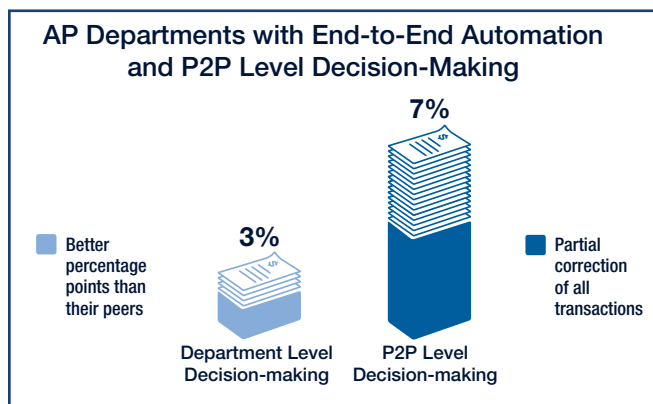 AP Departments with End-to-End Automation
and P2P Level Decision-Making
7%
3%
Better
percentage
points than
their peers
Partial
correction
of all
transactions
Department Level
Decision-making
P2P Level
Decision-making